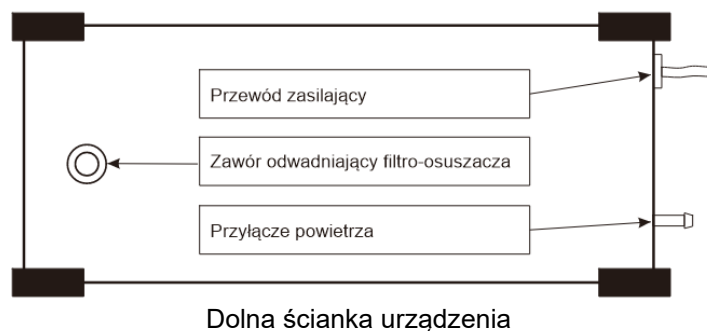 Przewód zasilający
Zawór odwadniający filtro-osuszacza
Przyłącze powietrza
Dolna ścianka urządzenia